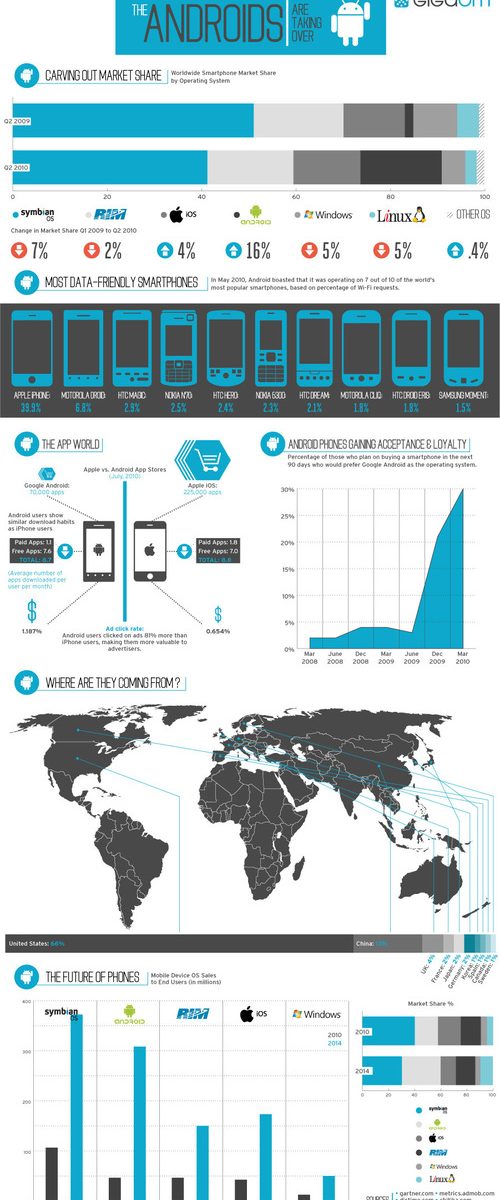 THE ANDROIDS ARE TAKING OVER
GIGAOM
CARVING OUT MARKET SHARE
Worldwide Smartphone Market Share
by Operating System
Q2 2009
Q2 2010
0 20 40 60 80 100
symbian OS
RIM
iOS
ANDROID
Windows
Linux
OTHER OS
Change in Market Share Q1 2009 to Q2 2010
7% 2% 4% 16% 5% 5% .4%
MOST DATA-FRIENDLY SMARTPHONES
In May 2010, Android boasted that it was operating on 7 out of 10 of the world's
most popular smartphones, based on percentage of Wi-Fi requests.
APPLE IPHONE: MOTOROLA DROID: HTC MAGIC: NOKIA N70: HTC HERO: NOKIA 6300: HTC DREAM: MOTOROLA CLIQ: HTC DROID ERIS: SAMSUNG MOMENT:
39.9% 6.8% 2.9% 2.5% 2.4% 2.3% 2.1% 1.8% 1.8% 1.5%
THE APP WORLD
Apple vs. Android App Stores
(July, 2010)
Google Android:
70,000 apps
Apple iOS:
225,000 apps
Android users show
similar download habits
as iPhone users
Paid Apps: 1.1
Free Apps: 7.6
TOTAL: 8.7
Paid Apps: 1.8
Free Apps: 7.0
TOTAL: 8.8
(Average number of
apps downloaded per
user per month)
$
1.187%
$
0.654%
Ad click rate:
Android users clicked on ads 81% more than
iPhone users, making them more valuable to
advertisers.
ANDROID PHONES GAINING ACCEPTANCE & LOYALTY
Percentage of those who plan on buying a smartphone in the next
90 days who would prefer Google Android as the operating system.
30%
25%
20%
15%
10%
5%
0%
Mar 2008
June 2008
Dec 2008
Mar 2009
June 2009
Dec 2009
Mar 2010
WHERE ARE THEY COMING FROM?
United States: 66%
China: 13%
UK: 4%
France: 2%
Japan: 2%
Germany: 2%
Korea: 1%
Spain: 1%
Canada: 1%
Sweden: 1%
THE FUTURE OF PHONES
Mobile Device OS Sales
to End Users (in millions)
400
300
200
100
symbian OS
ANDROID
RIM
iOS
Windows
2010
2014
Market Share %
2010
2014
0 20 40 60 80 100
symbian OS
ANDROID
iOS
RIM
Windows
Linux
SOURCES
• gartner.com • metrics.admob.com